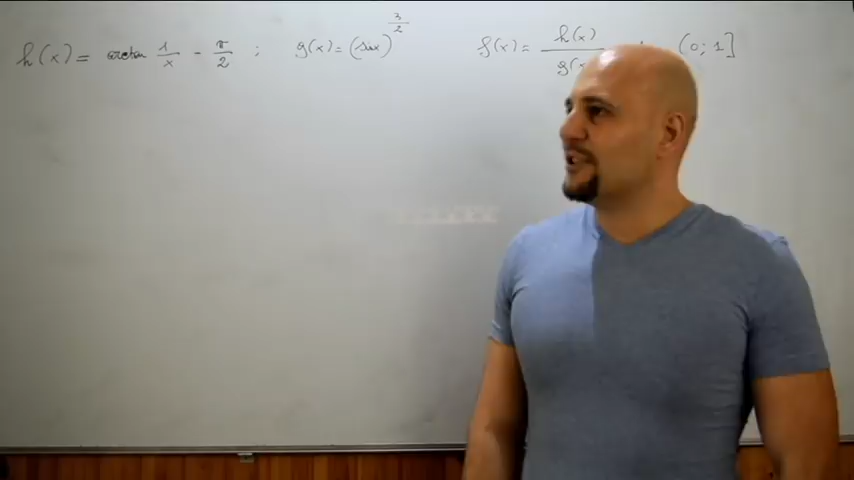 h(x) = arctan 1/x - π/2 ; g(x) = (sin x)^(3/2) f(x) = h(x)/g(x (0; 1]